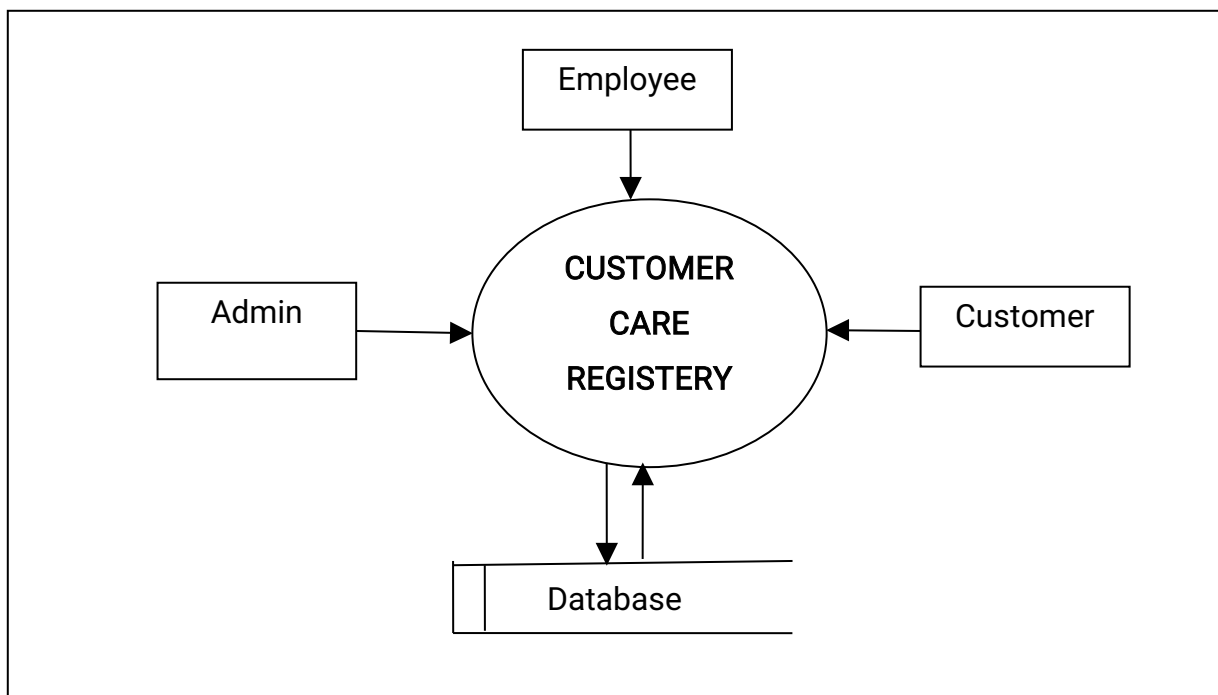 Employee
CUSTOMER
CARE
REGISTERY
Admin
Customer
Database